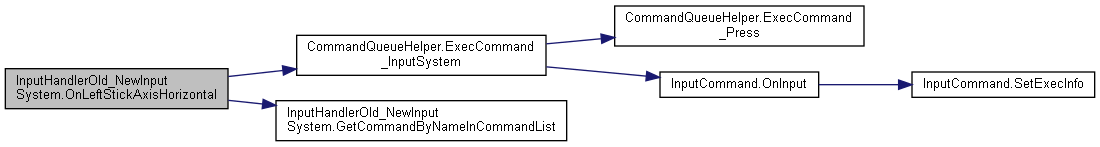 InputHandlerOld_NewInput
System.OnLeftStickAxisHorizontal
CommandQueueHelper.ExecCommand
_InputSystem
CommandQueueHelper.ExecCommand
_Press
InputCommand.OnInput
InputCommand.SetExecInfo
InputHandlerOld_NewInput
System.GetCommandByNameInCommandList